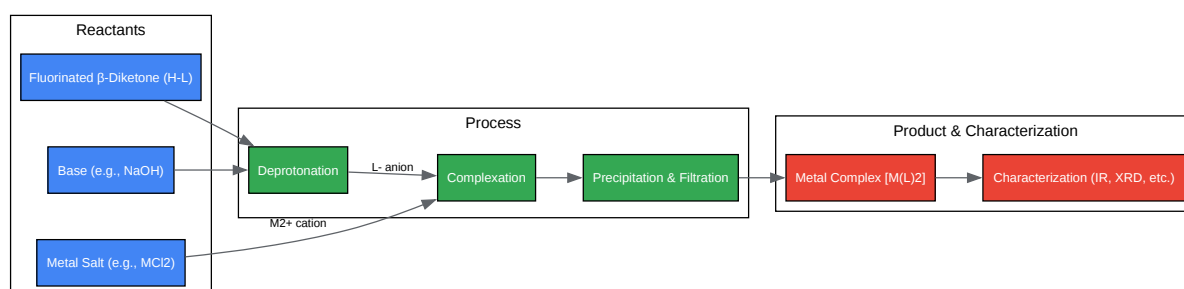 Reactants
Fluorinated β-Diketone (H-L)
Base (e.g., NaOH)
Metal Salt (e.g., MCl2)
Process
Deprotonation
L- anion
Complexation
Precipitation & Filtration
M2+ cation
Product & Characterization
Metal Complex [M(L)2]
Characterization (IR, XRD, etc.)